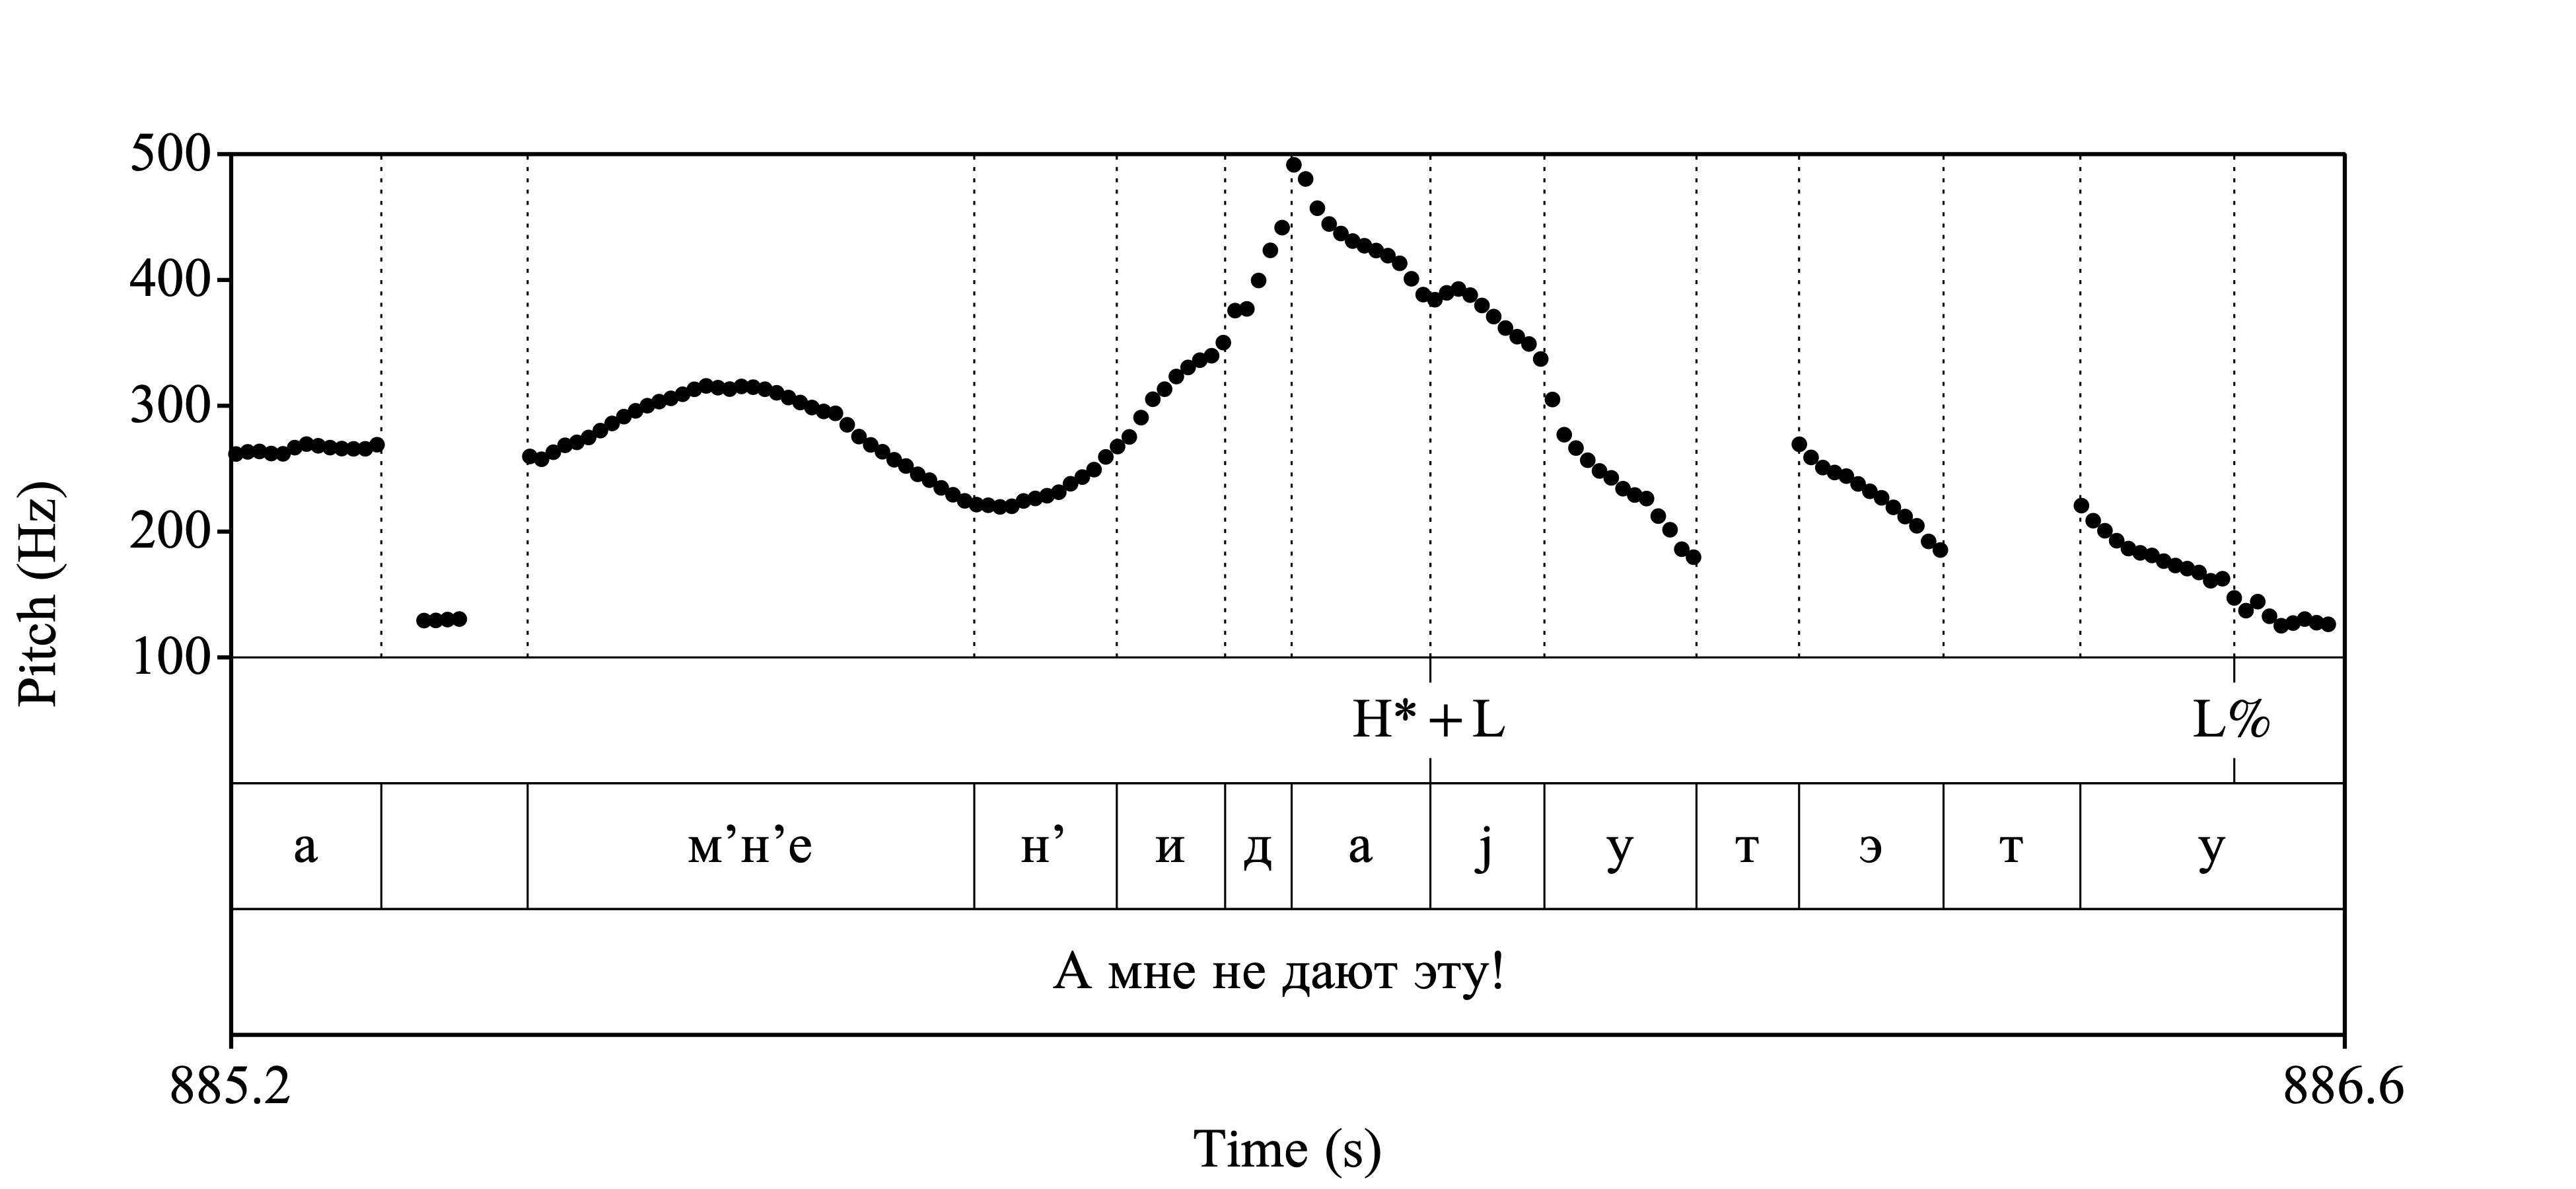 500
400
300
200
100
Pitch (Hz)
H* + L L%
а м’н’е н’ и д а j у т э т у
А мне не дают эту!
885.2 886.6
Time (s)